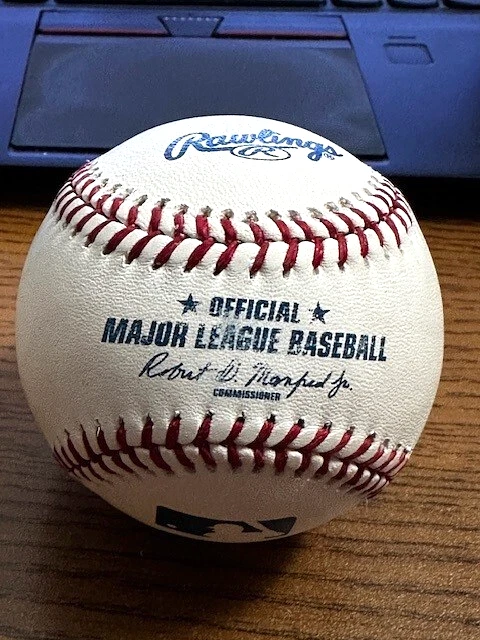 Rawlings®
R
★ OFFICIAL ★
MAJOR LEAGUE BASEBALL
Robert D. Manfred Jr.
COMMISSIONER